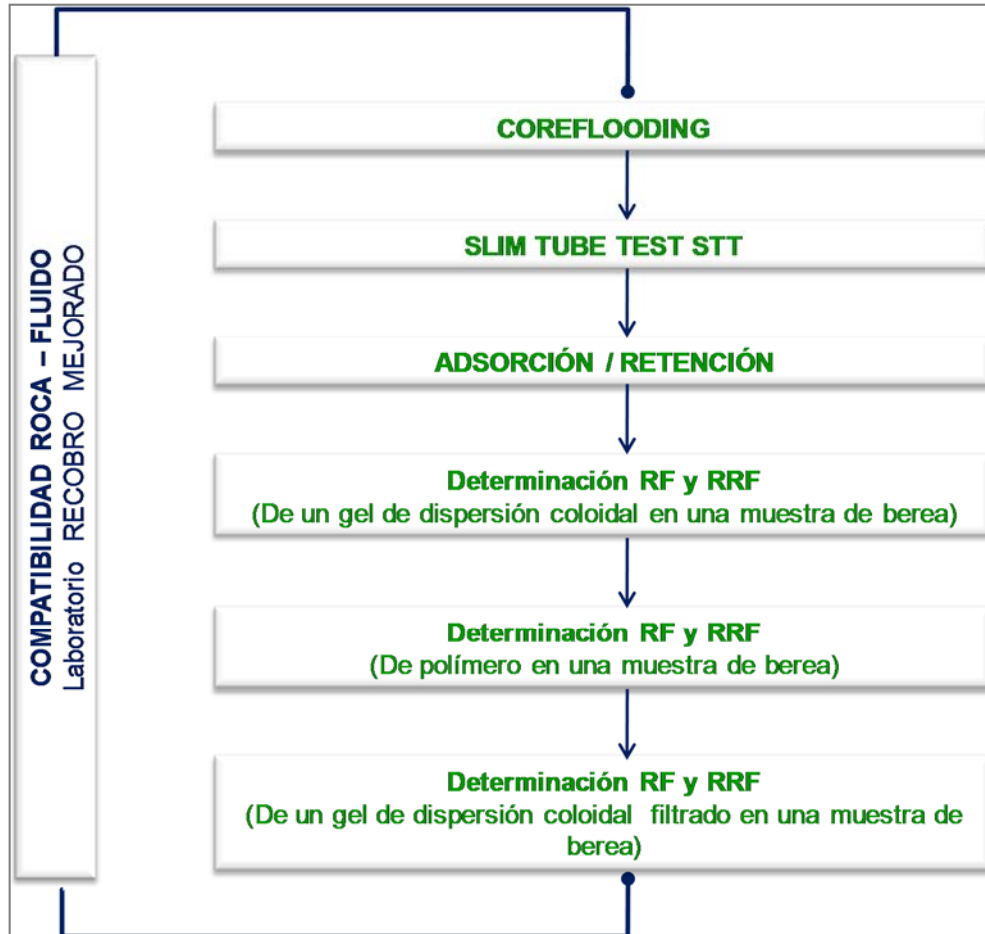 COMPATIBILIDAD ROCA – FLUIDO
Laboratorio RECOBRO MEJORADO
COREFLOODING
SLIM TUBE TEST STT
ADSORCIÓN / RETENCIÓN
Determinación RF y RRF
(De un gel de dispersión coloidal en una muestra de berea)
Determinación RF y RRF
(De polímero en una muestra de berea)
Determinación RF y RRF
(De un gel de dispersión coloidal filtrado en una muestra de
berea)